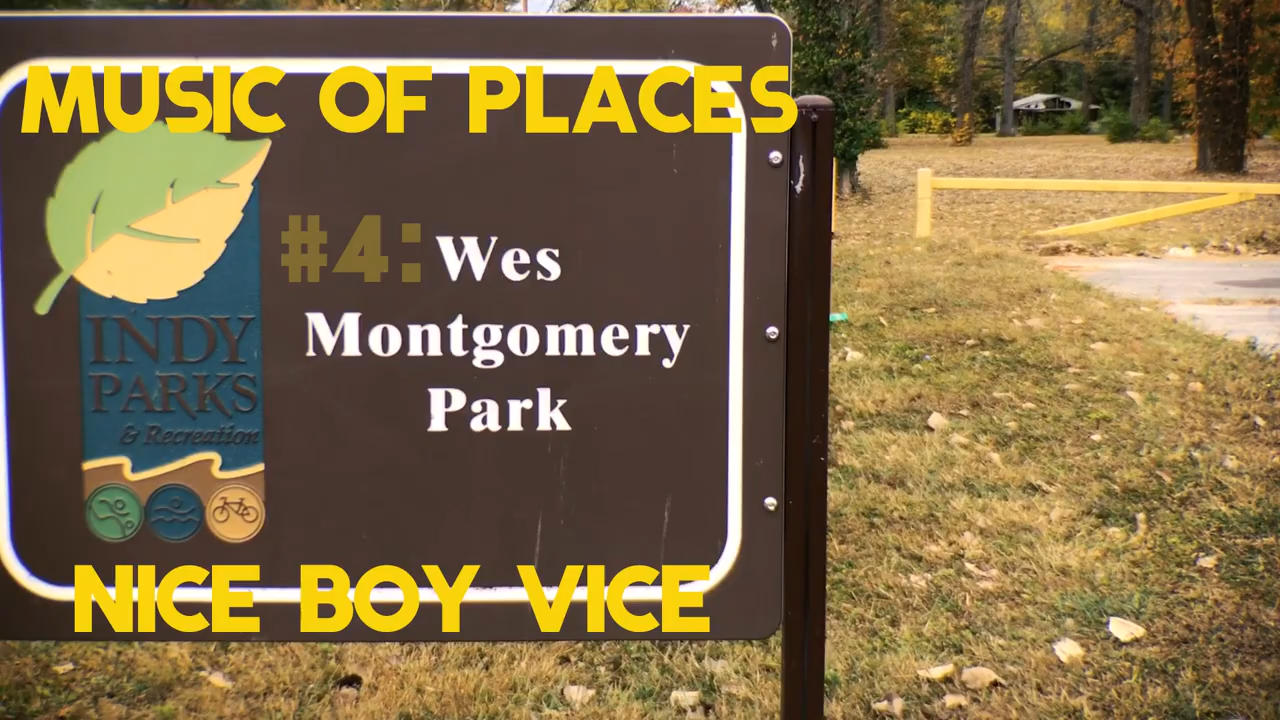 MUSIC OF PLACES
#4: Wes
Montgomery
Park
INDY
PARKS
& Recreation
NICE BOY VICE